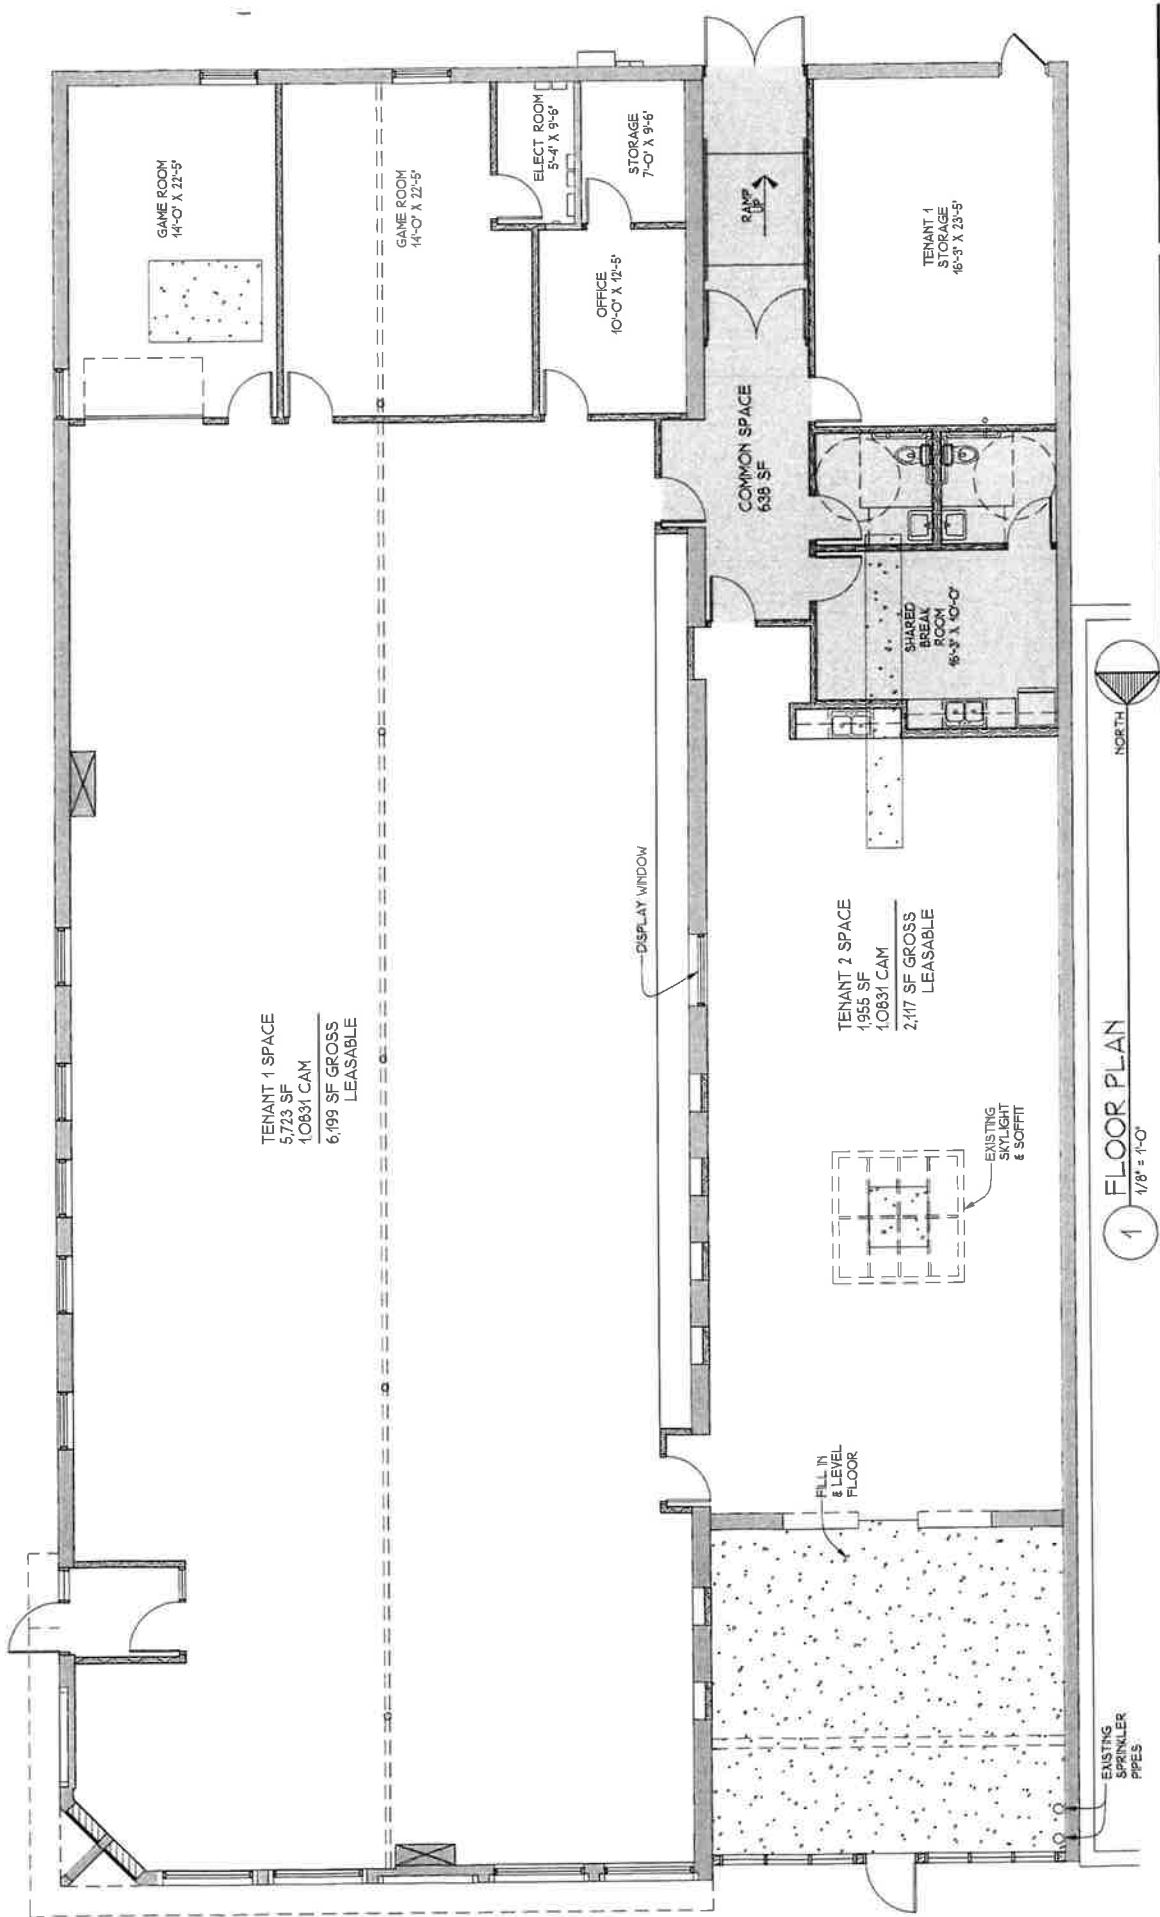 GAME ROOM
14'-0" X 22'-5"
GAME ROOM
14'-0" X 22'-5"
ELECT ROOM
5'-4" X 9'-6"
STORAGE
7'-0" X 9'-6"
OFFICE
10'-0" X 12'-5"
RAMP
UP
TENANT 1
STORAGE
16'-3" X 23'-5"
COMMON SPACE
638 SF
SHARED
BREAK
ROOM
16'-3" X 10'-0"
TENANT 1 SPACE
5,723 SF
1.0831 CAM
6,199 SF GROSS
LEASABLE
DISPLAY WINDOW
TENANT 2 SPACE
1,955 SF
1.0831 CAM
2,117 SF GROSS
LEASABLE
EXISTING
SKYLIGHT
& SOFFIT
FILL IN
& LEVEL
FLOOR
EXISTING
SPRINKLER
PIPES
NORTH
1
FLOOR PLAN
1/8" = 1'-0"